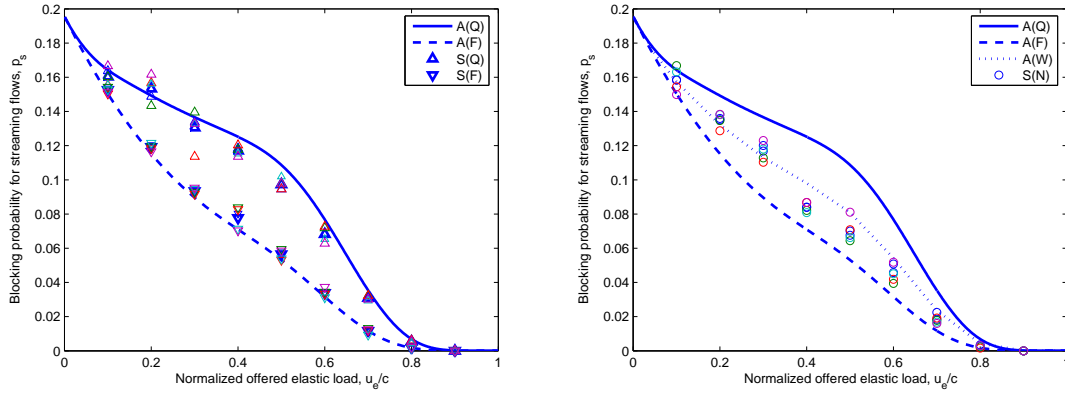 Blocking probability for streaming flows, p_s
0.2
0.18
0.16
0.14
0.12
0.1
0.08
0.06
0.04
0.02
0
0 0.2 0.4 0.6 0.8 1
Normalized offered elastic load, u_e/c
A(Q)
A(F)
S(Q)
S(F)
Blocking probability for streaming flows, p_s
0.2
0.18
0.16
0.14
0.12
0.1
0.08
0.06
0.04
0.02
0
0 0.2 0.4 0.6 0.8 1
Normalized offered elastic load, u_e/c
A(Q)
A(F)
A(W)
S(N)